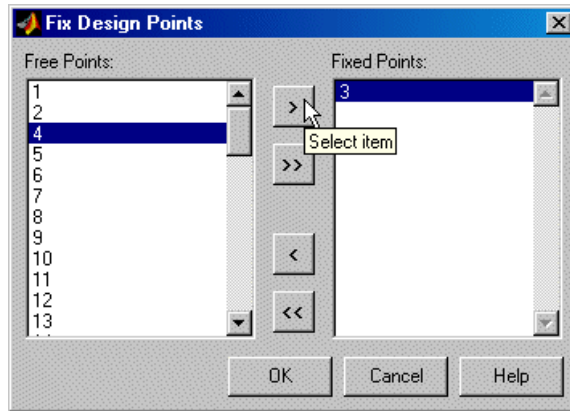 Fix Design Points
Free Points:
1
2
4
5
6
7
8
9
10
11
12
13
>
>>
<
<<
Select item
Fixed Points:
3
OK
Cancel
Help